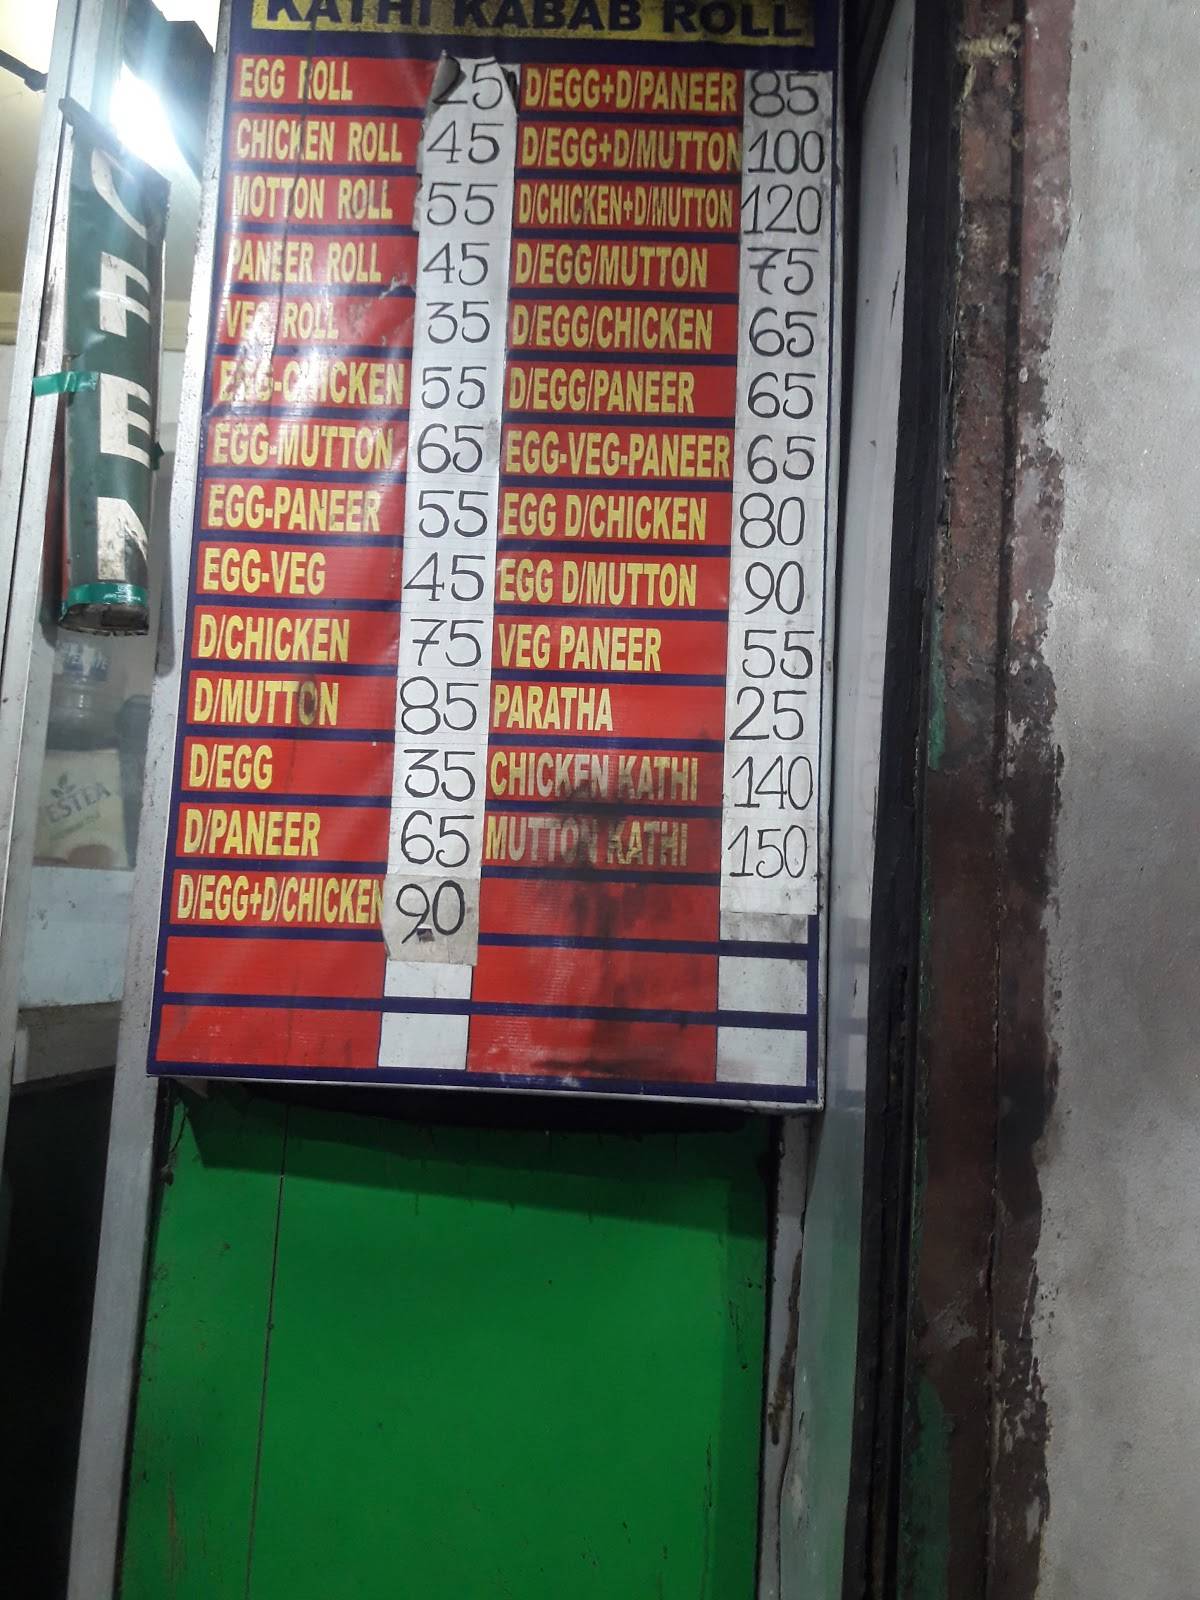 KATHI KABAB ROLL
EGG ROLL 25
CHICKEN ROLL 45
MOTTON ROLL 55
PANEER ROLL 45
VEG ROLL 35
EGG-CHICKEN 55
EGG-MUTTON 65
EGG-PANEER 55
EGG-VEG 45
D/CHICKEN 75
D/MUTTON 85
D/EGG 35
D/PANEER 65
D/EGG+D/CHICKEN 90
D/EGG+D/PANEER 85
D/EGG+D/MUTTON 100
D/CHICKEN+D/MUTTON 120
D/EGG/MUTTON 75
D/EGG/CHICKEN 65
D/EGG/PANEER 65
EGG-VEG-PANEER 65
EGG D/CHICKEN 80
EGG D/MUTTON 90
VEG PANEER 55
PARATHA 25
CHICKEN KATHI 140
MUTTON KATHI 150
OPEN